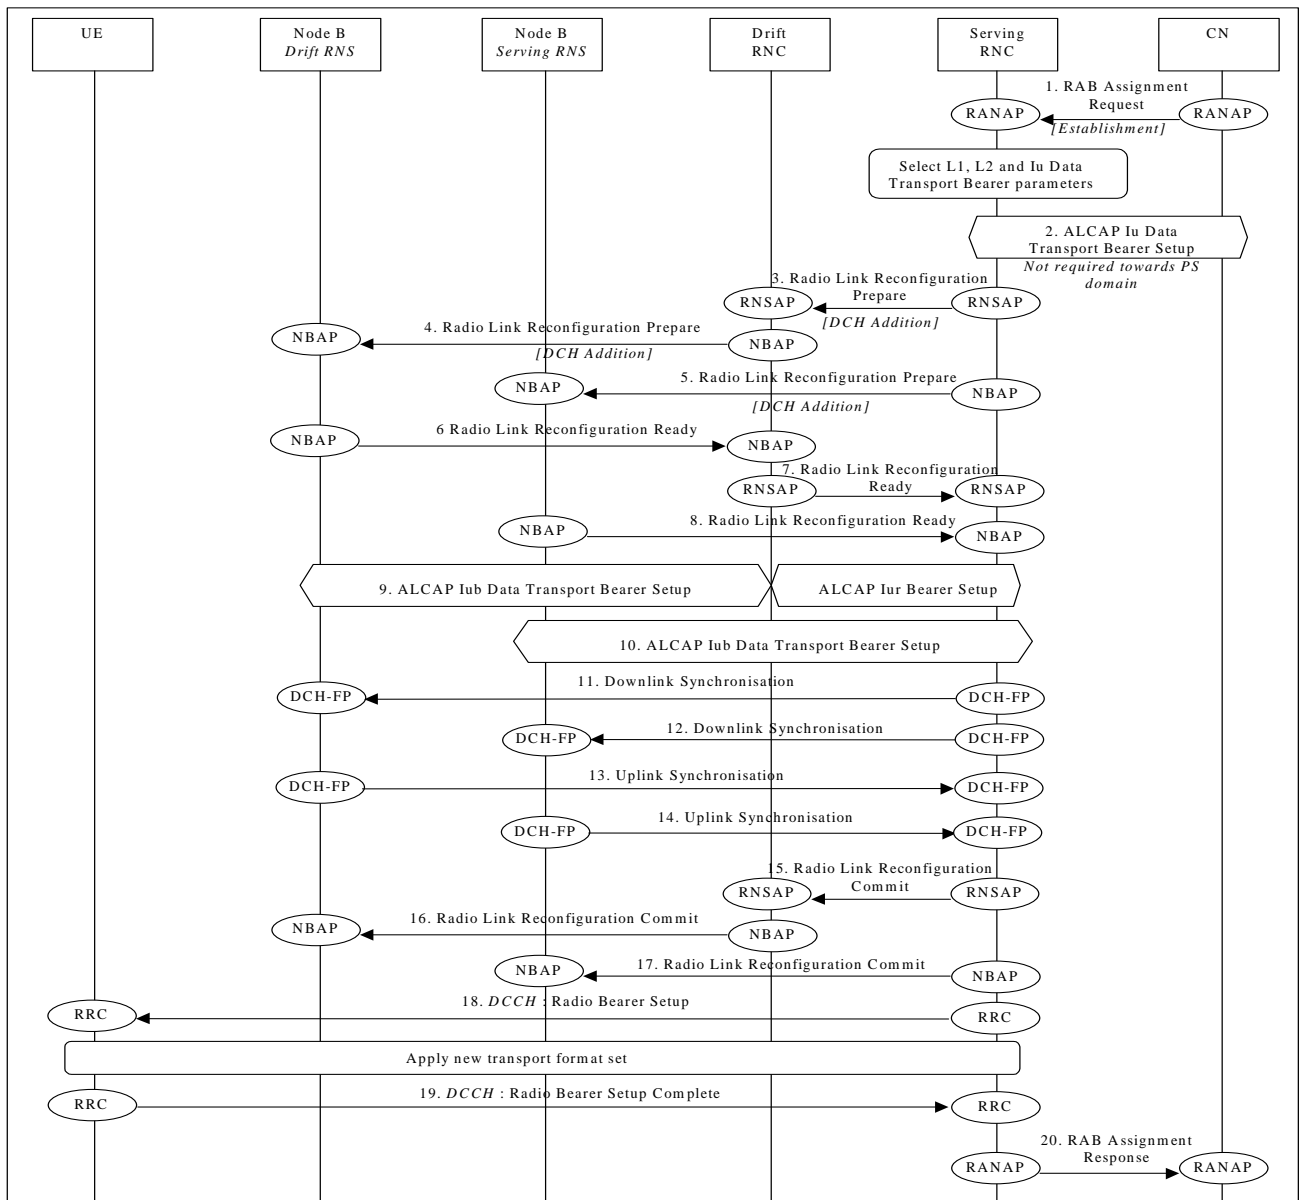 UE
Node B
Drift RNS
Node B
Serving RNS
Drift
RNC
Serving
RNC
CN
1. RAB Assignment
Request
RANAP
RANAP
[Establishment]
Select L1, L2 and Iu Data
Transport Bearer parameters
2. ALCAP Iu Data
Transport Bearer Setup
Not required towards PS
domain
3. Radio Link Reconfiguration
Prepare
RNSAP
RNSAP
[DCH Addition]
4. Radio Link Reconfiguration Prepare
NBAP
NBAP
[DCH Addition]
5. Radio Link Reconfiguration Prepare
NBAP
NBAP
[DCH Addition]
6 Radio Link Reconfiguration Ready
NBAP
NBAP
7. Radio Link Reconfiguration
Ready
RNSAP
RNSAP
8. Radio Link Reconfiguration Ready
NBAP
NBAP
9. ALCAP Iub Data Transport Bearer Setup
ALCAP Iur Bearer Setup
10. ALCAP Iub Data Transport Bearer Setup
11. Downlink Synchronisation
DCH-FP
DCH-FP
12. Downlink Synchronisation
DCH-FP
DCH-FP
13. Uplink Synchronisation
DCH-FP
DCH-FP
14. Uplink Synchronisation
DCH-FP
DCH-FP
15. Radio Link Reconfiguration
Commit
RNSAP
RNSAP
16. Radio Link Reconfiguration Commit
NBAP
NBAP
17. Radio Link Reconfiguration Commit
NBAP
NBAP
18. DCCH : Radio Bearer Setup
RRC
RRC
Apply new transport format set
19. DCCH : Radio Bearer Setup Complete
RRC
RRC
20. RAB Assignment
Response
RANAP
RANAP